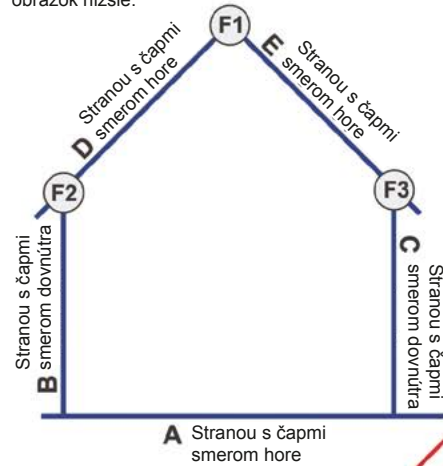 obrázok nižšie:
F1
D
Stranou s čapmi
smerom hore
E
Stranou s čapmi
smerom hore
F2
F3
B
Stranou s čapmi
smerom dovnútra
C
Stranou s čapmi
smerom dovnútra
A
Stranou s čapmi
smerom hore